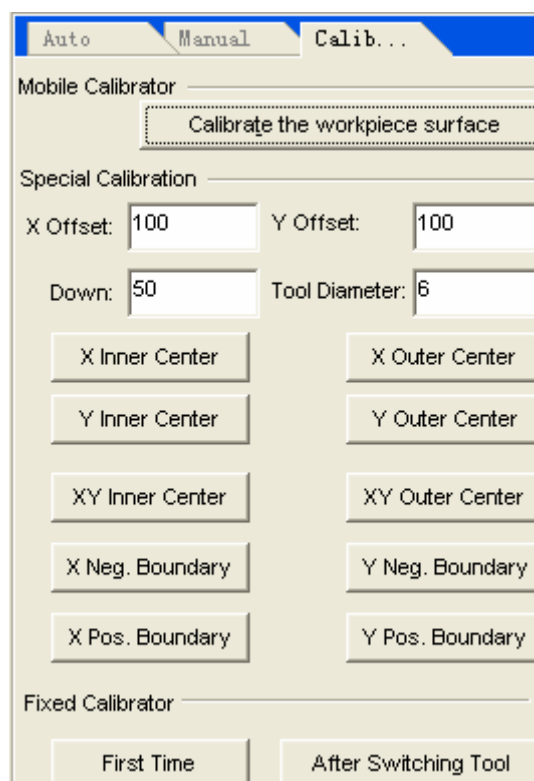 Auto Manual Calib...
Mobile Calibrator
Calibrate the workpiece surface
Special Calibration
X Offset: 100 Y Offset: 100
Down: 50 Tool Diameter: 6
X Inner Center X Outer Center
Y Inner Center Y Outer Center
XY Inner Center XY Outer Center
X Neg. Boundary Y Neg. Boundary
X Pos. Boundary Y Pos. Boundary
Fixed Calibrator
First Time After Switching Tool